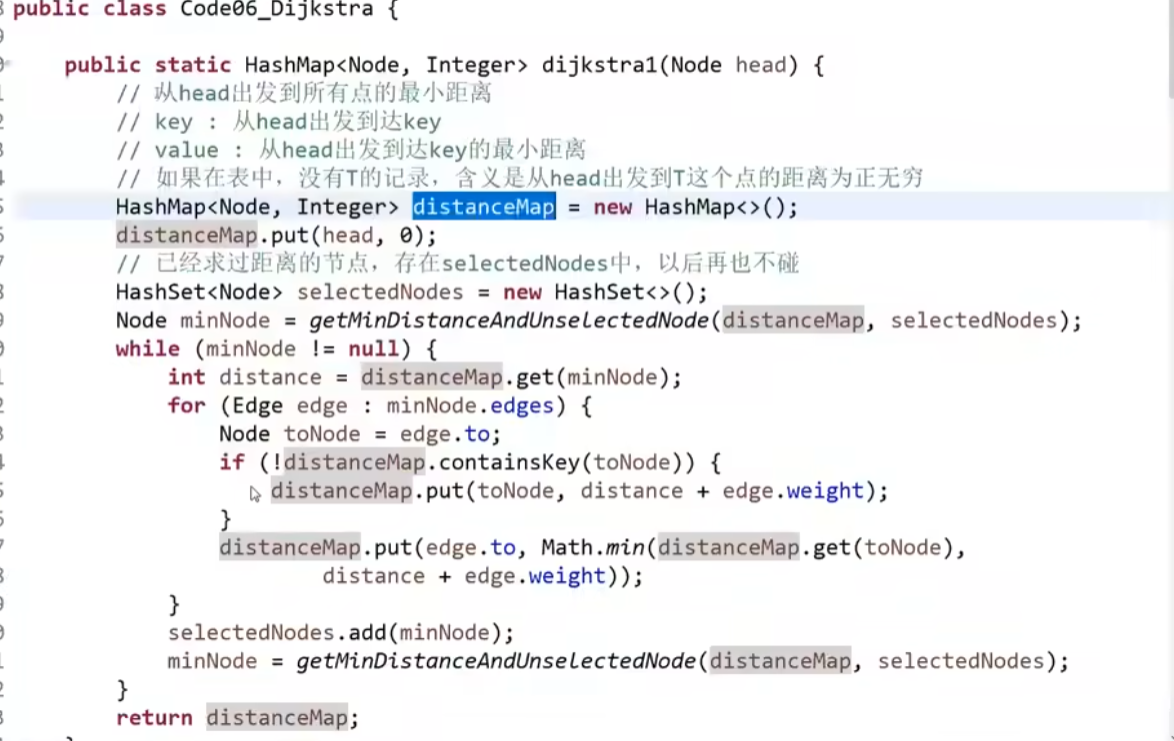 public class Code06_Dijkstra {
public static HashMap<Node, Integer> dijkstra1(Node head) {
// 从head出发到所有点的最小距离
// key : 从head出发到达key
// value : 从head出发到达key的最小距离
// 如果在表中，没有T的记录，含义是从head出发到T这个点的距离为正无穷
HashMap<Node, Integer> distanceMap = new HashMap<>();
distanceMap.put(head, 0);
// 已经求过距离的节点，存在selectedNodes中，以后再也不碰
HashSet<Node> selectedNodes = new HashSet<>();
Node minNode = getMinDistanceAndUnselectedNode(distanceMap, selectedNodes);
while (minNode != null) {
int distance = distanceMap.get(minNode);
for (Edge edge : minNode.edges) {
Node toNode = edge.to;
if (!distanceMap.containsKey(toNode)) {
distanceMap.put(toNode, distance + edge.weight);
}
distanceMap.put(edge.to, Math.min(distanceMap.get(toNode),
distance + edge.weight));
}
selectedNodes.add(minNode);
minNode = getMinDistanceAndUnselectedNode(distanceMap, selectedNodes);
}
return distanceMap;